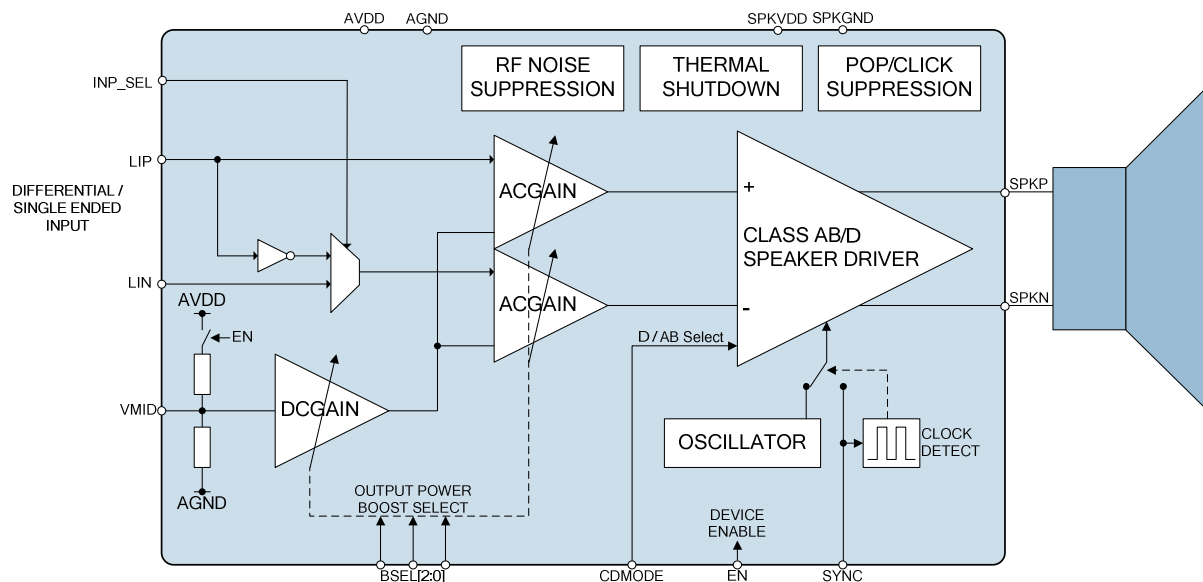 AVDD
AGND
SPKVDD
SPKGND
INP_SEL
RF NOISE
SUPPRESSION
THERMAL
SHUTDOWN
POP/CLICK
SUPPRESSION
LIP
DIFFERENTIAL /
SINGLE ENDED
INPUT
LIN
ACGAIN
ACGAIN
+
CLASS AB/D
SPEAKER DRIVER
-
SPKP
SPKN
AVDD
EN
D / AB Select
VMID
DCGAIN
AGND
OSCILLATOR
CLOCK
DETECT
OUTPUT POWER
BOOST SELECT
DEVICE
ENABLE
BSEL[2:0]
CDMODE
EN
SYNC